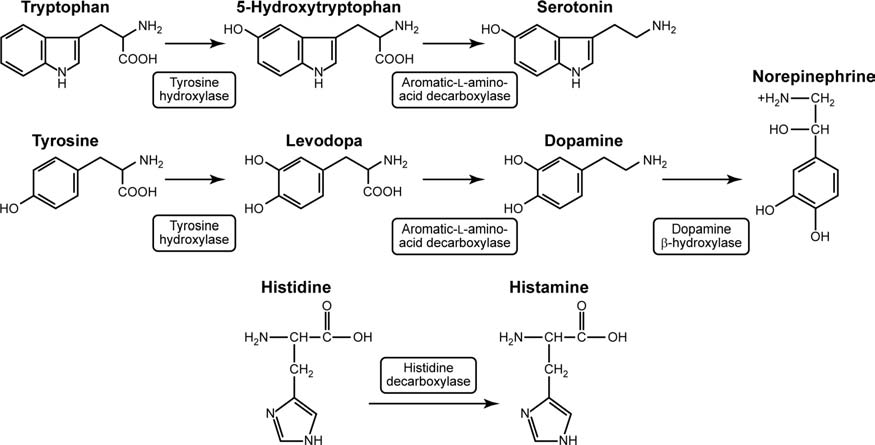 Tryptophan
5-Hydroxytryptophan
Serotonin
NH2
COOH
N
H
Tyrosine
hydroxylase
HO
NH2
COOH
N
H
Aromatic-L-amino-
acid decarboxylase
HO
NH2
N
H
Tyrosine
Levodopa
Dopamine
Norepinephrine
NH2
COOH
HO
Tyrosine
hydroxylase
HO
HO
NH2
COOH
Aromatic-L-amino-
acid decarboxylase
HO
HO
NH2
Dopamine
β-hydroxylase
+H2N CH2
HO CH
HO
OH
Histidine
Histamine
O
H2N CH C OH
CH2
N
NH
Histidine
decarboxylase
O
H2N CH C OH
CH2
N
NH